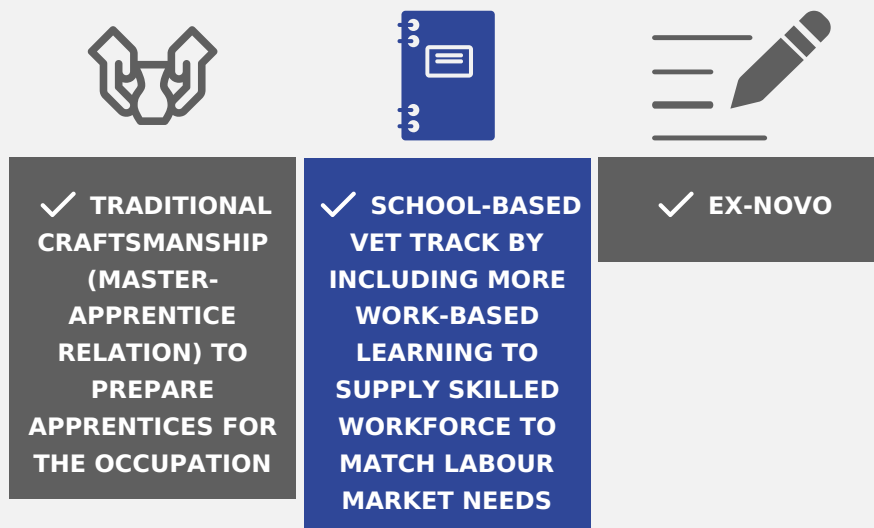 ✓ TRADITIONAL
CRAFTSMANSHIP
(MASTER-
APPRENTICE
RELATION) TO
PREPARE
APPRENTICES FOR
THE OCCUPATION
✓ SCHOOL-BASED
VET TRACK BY
INCLUDING MORE
WORK-BASED
LEARNING TO
SUPPLY SKILLED
WORKFORCE TO
MATCH LABOUR
MARKET NEEDS
✓ EX-NOVO